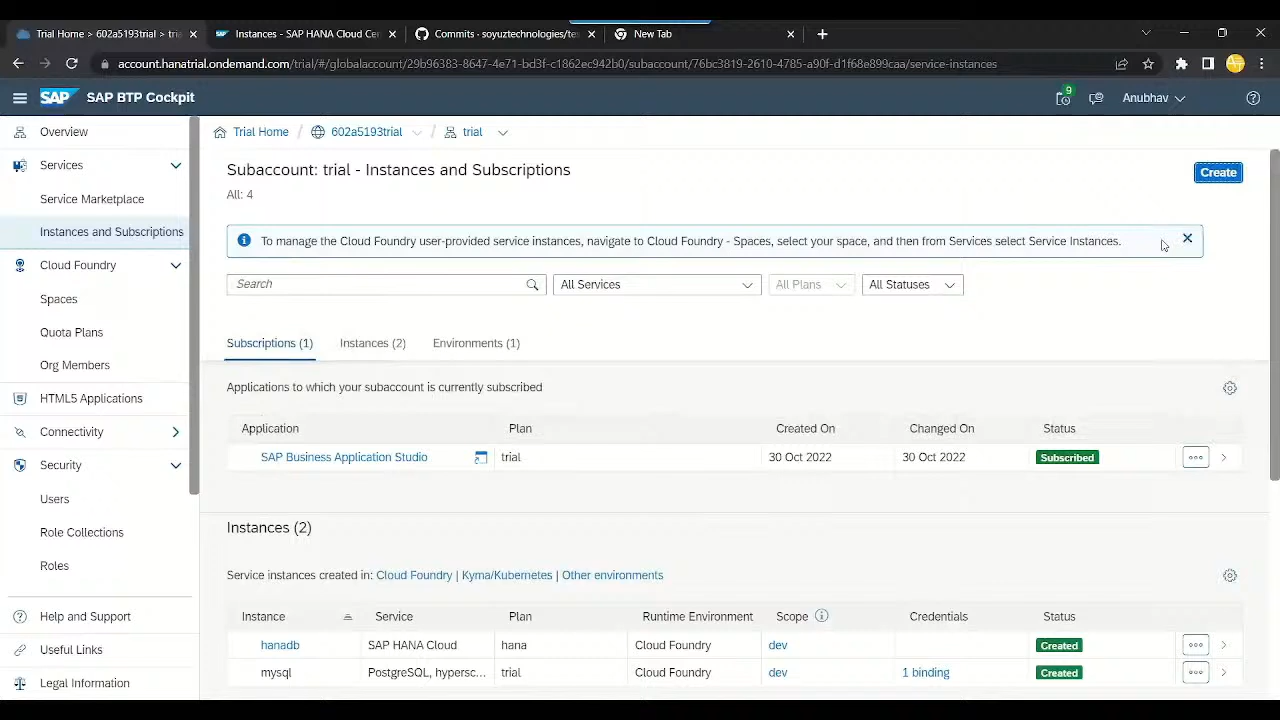 Trial Home > 602a5193trial > tria
Instances - SAP HANA Cloud Cen
Commits - soyuztechnologies/te
New Tab
account.hanatrial.ondemand.com/trial/#/globalaccount/29b96383-8647-4e71-bd3f-c1862ec942b0/subaccount/76bc3819-2610-4785-a90f-d1f68e899caa/service-instances
SAP SAP BTP Cockpit
9
Anubhav
Overview
Services
Service Marketplace
Instances and Subscriptions
Cloud Foundry
Spaces
Quota Plans
Org Members
HTML5 Applications
Connectivity
Security
Users
Role Collections
Roles
Help and Support
Useful Links
Legal Information
Trial Home / 602a5193trial / trial
Subaccount: trial - Instances and Subscriptions
Create
All: 4
To manage the Cloud Foundry user-provided service instances, navigate to Cloud Foundry - Spaces, select your space, and then from Services select Service Instances.
Search
All Services
All Plans
All Statuses
Subscriptions (1) Instances (2) Environments (1)
Applications to which your subaccount is currently subscribed
Application Plan Created On Changed On Status
SAP Business Application Studio trial 30 Oct 2022 30 Oct 2022 Subscribed
Instances (2)
Service instances created in: Cloud Foundry | Kyma/Kubernetes | Other environments
Instance Service Plan Runtime Environment Scope Credentials Status
hanadb SAP HANA Cloud hana Cloud Foundry dev Created
mysql PostgreSQL, hypersc... trial Cloud Foundry dev 1 binding Created